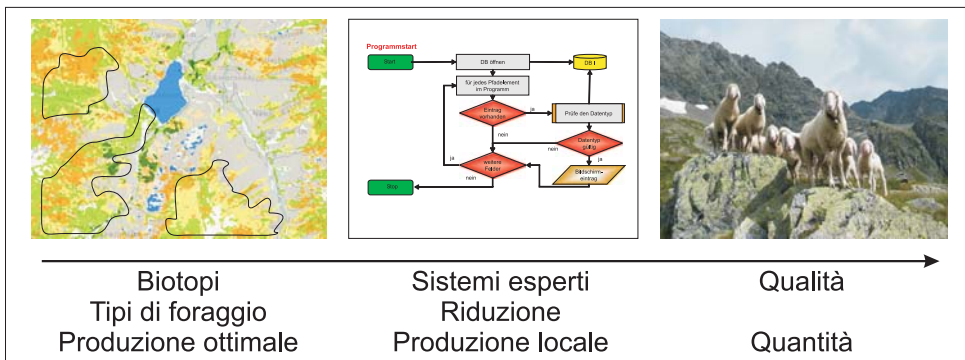 Programmstart
Start
DB öffnen
DB I
für jedes Pfadelement
im Programm
Eintrag
vorhanden
ja
Prüfe den Datentyp
nein
nein
Datentyp
gültig
ja
weitere
Felder
ja
Bildschirm-
eintrag
nein
Stop
Biotopi
Tipi di foraggio
Produzione ottimale
Sistemi esperti
Riduzione
Produzione locale
Qualità
Quantità